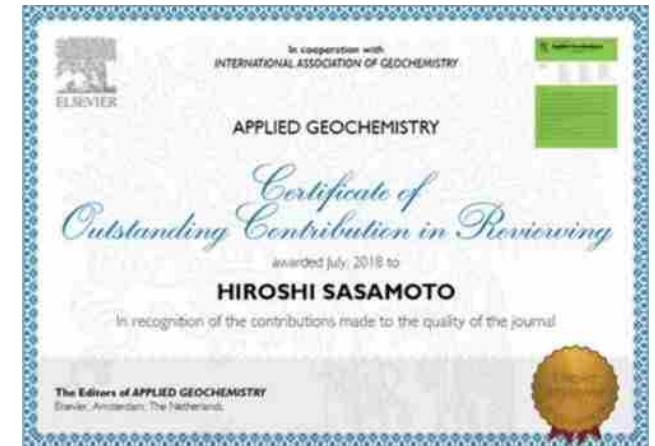 In cooperation with
INTERNATIONAL ASSOCIATION OF GEOCHEMISTRY
ELSEVIER
APPLIED GEOCHEMISTRY
Certificate of
Outstanding Contribution in Reviewing
awarded July, 2018 to
HIROSHI SASAMOTO
In recognition of the contributions made to the quality of the journal
The Editors of APPLIED GEOCHEMISTRY
Elsevier, Amsterdam, The Netherlands